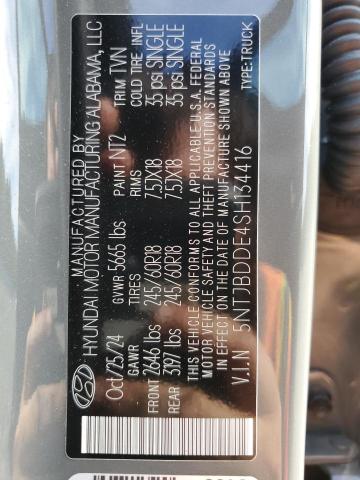 MANUFACTURED BY
HYUNDAI MOTOR MANUFACTURING ALABAMA, LLC
Oct/25/24 GVWR 5665 lbs PAINT NT2 TRIM TVN
GAWR TIRES RIMS COLD TIRE INFL
FRONT 2646 lbs 245/60R18 7.5JX18 35 psi SINGLE
REAR 3197 lbs 245/60R18 7.5JX18 35 psi SINGLE
THIS VEHICLE CONFORMS TO ALL APPLICABLE U.S.A. FEDERAL
MOTOR VEHICLE SAFETY AND THEFT PREVENTION STANDARDS
IN EFFECT ON THE DATE OF MANUFACTURE SHOWN ABOVE
V.I.N 5NTJBDDE4SH134416 TYPE:TRUCK